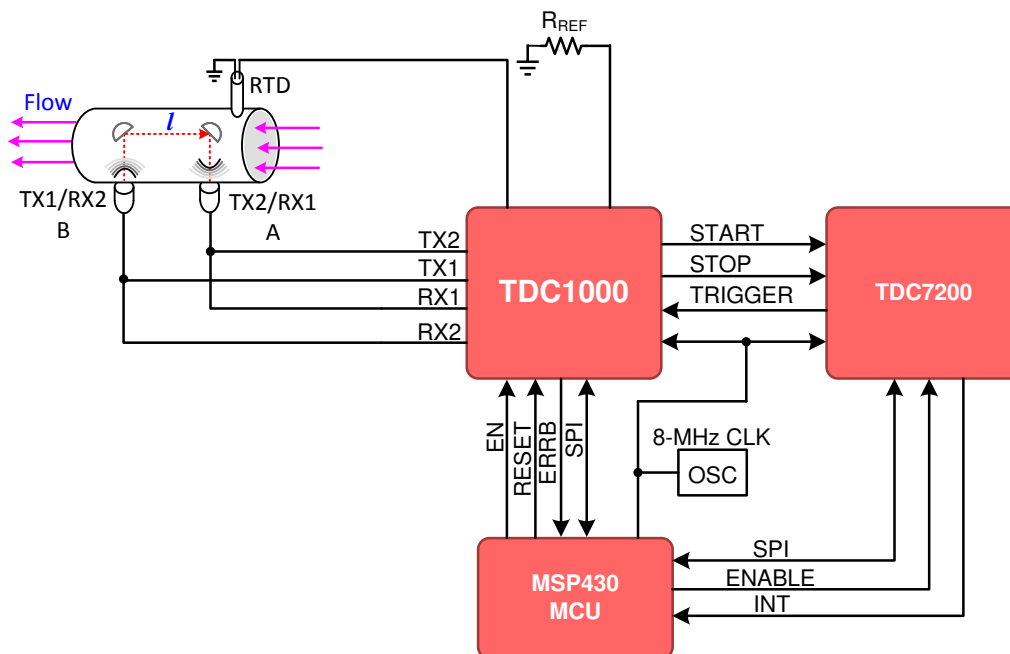 R_REF
RTD
Flow
l
TX1/RX2
B
TX2/RX1
A
TX2
TX1
RX1
RX2
TDC1000
START
STOP
TRIGGER
TDC7200
EN
RESET
ERRB
SPI
8-MHz CLK
OSC
MSP430
MCU
SPI
ENABLE
INT